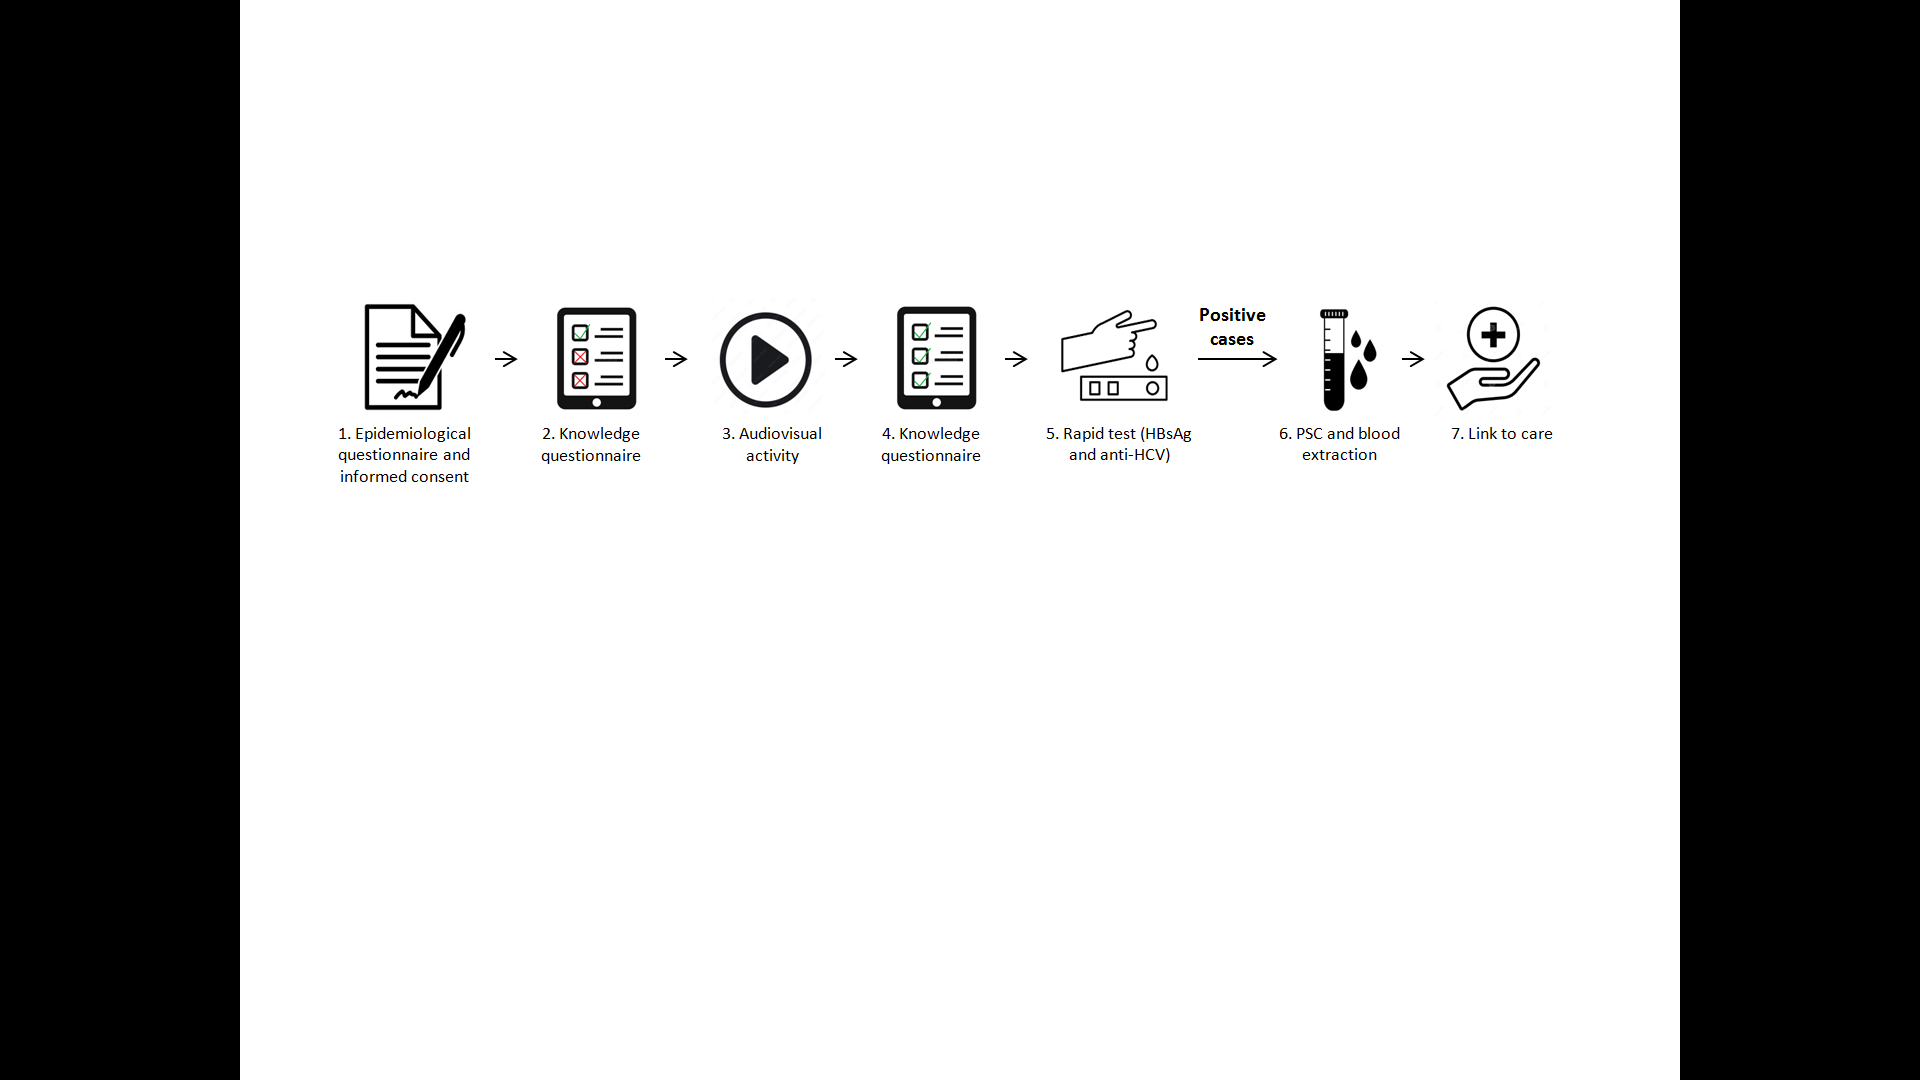 1. Epidemiological
questionnaire and
informed consent
2. Knowledge
questionnaire
3. Audiovisual
activity
4. Knowledge
questionnaire
5. Rapid test (HBsAg
and anti-HCV)
Positive
cases
6. PSC and blood
extraction
7. Link to care